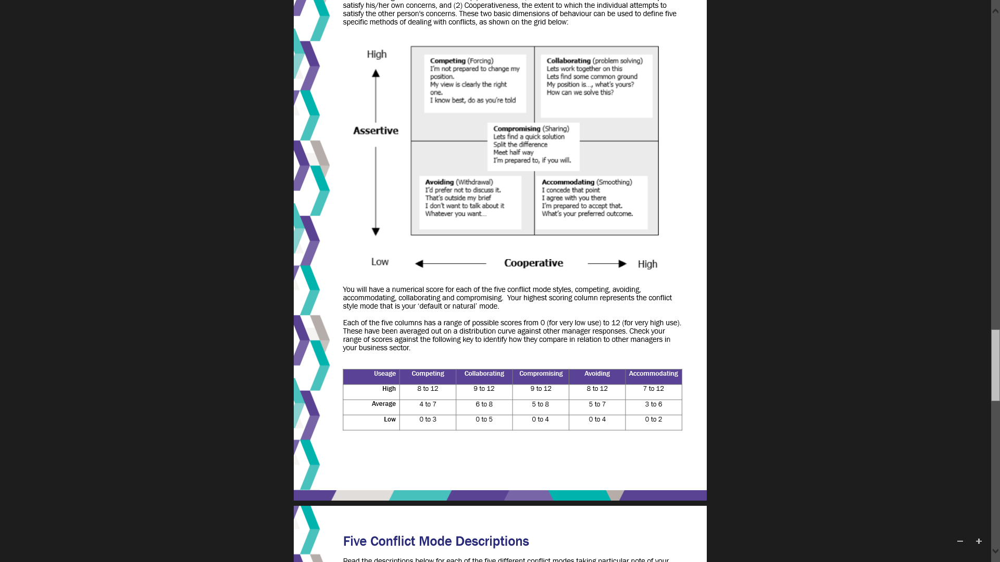 satisfy his/her own concerns, and (2) Cooperativeness, the extent to which the individual attempts to
satisfy the other person's concerns. These two basic dimensions of behaviour can be used to define five
specific methods of dealing with conflicts, as shown on the grid below:
High
Competing (Forcing)
I'm not prepared to change my
position.
My view is clearly the right
one.
I know best, do as you're told
Collaborating (problem solving)
Lets work together on this
Lets find some common ground
My position is..., what's yours?
How can we solve this?
Assertive
Compromising (Sharing)
Lets find a quick solution
Split the difference
Meet half way
I'm prepared to, if you will.
Avoiding (Withdrawal)
I'd prefer not to discuss it.
That's outside my brief
I don't want to talk about it
Whatever you want...
Accommodating (Smoothing)
I concede that point
I agree with you there
I'm prepared to accept that.
What's your preferred outcome.
Low
Cooperative
High
You will have a numerical score for each of the five conflict mode styles, competing, avoiding,
accommodating, collaborating and compromising.  Your highest scoring column represents the conflict
style mode that is your ‘default or natural’ mode.
Each of the five columns has a range of possible scores from 0 (for very low use) to 12 (for very high use).
These have been averaged out on a distribution curve against other manager responses. Check your
range of scores against the following key to identify how they compare in relation to other managers in
your business sector.
Useage Competing Collaborating Compromising Avoiding Accommodating
High 8 to 12 9 to 12 9 to 12 8 to 12 7 to 12
Average 4 to 7 6 to 8 5 to 8 5 to 7 3 to 6
Low 0 to 3 0 to 5 0 to 4 0 to 4 0 to 2
Five Conflict Mode Descriptions
Read the descriptions below for each of the five different conflict modes taking particular note of your